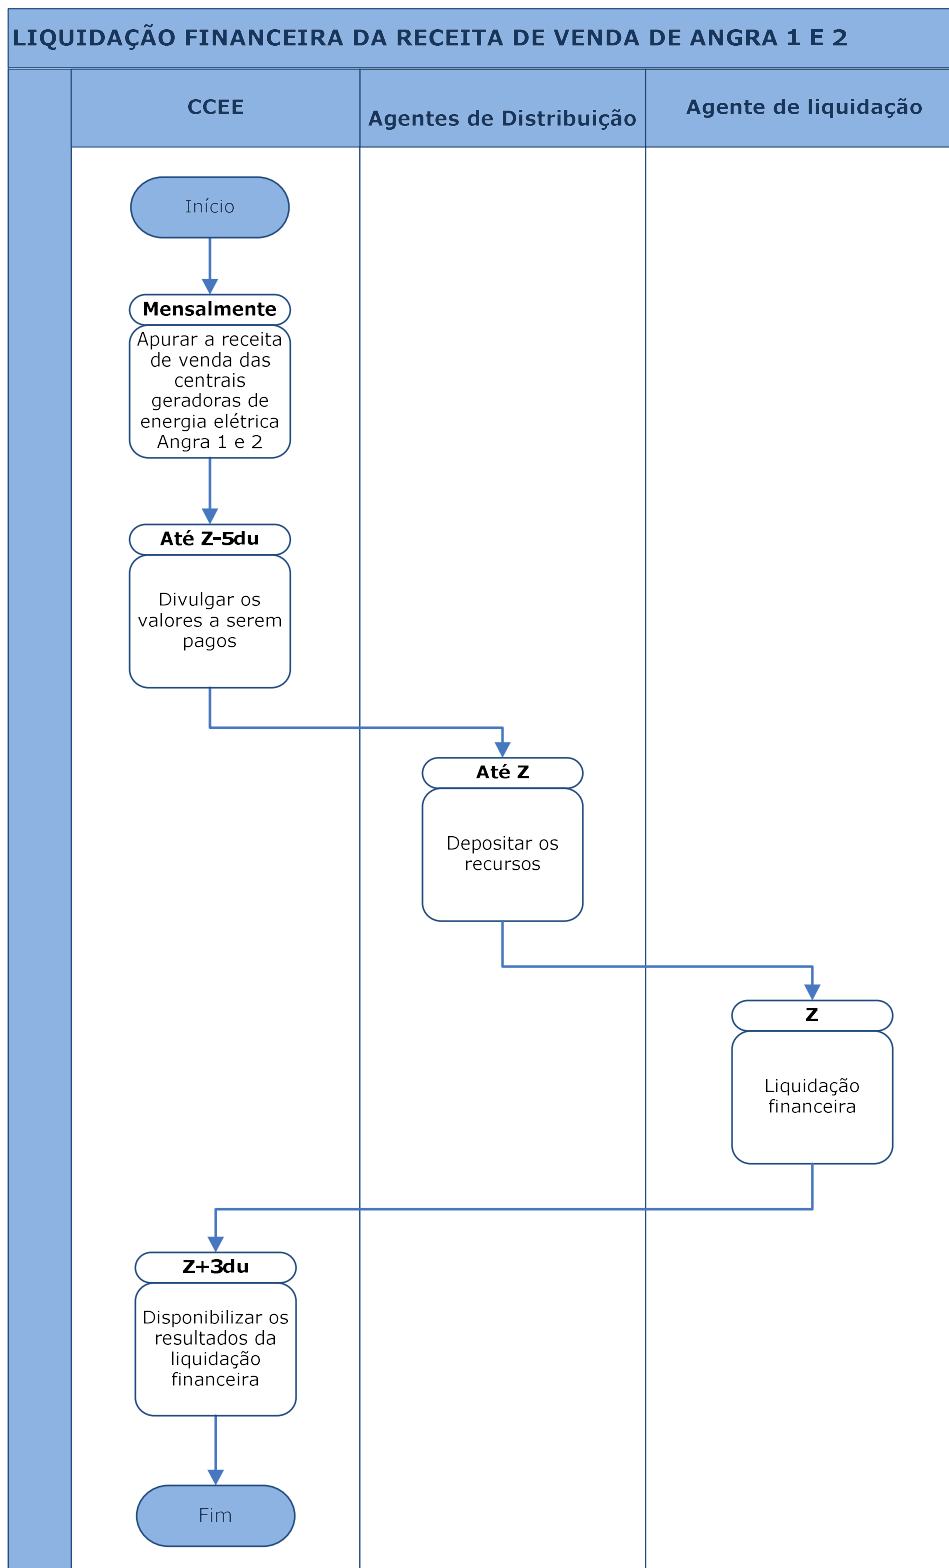 LIQUIDAÇÃO FINANCEIRA DA RECEITA DE VENDA DE ANGRA 1 E 2
CCEE
Agentes de Distribuição
Agente de liquidação
Início
Mensalmente
Apurar a receita
de venda das
centrais
geradoras de
energia elétrica
Angra 1 e 2
Até Z-5du
Divulgar os
valores a serem
pagos
Até Z
Depositar os
recursos
Z
Liquidação
financeira
Z+3du
Disponibilizar os
resultados da
liquidação
financeira
Fim